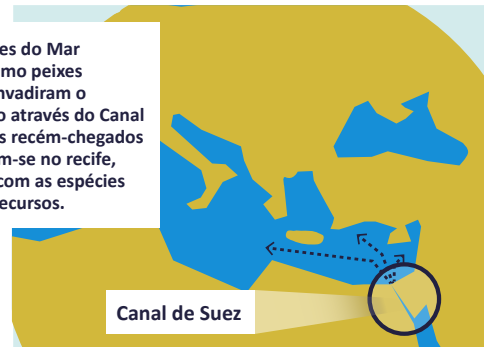 es do Mar
mo peixes
nvadiram o
o através do Canal
s recém-chegados
m-se no recife,
com as espécies
ecursos.
Canal de Suez